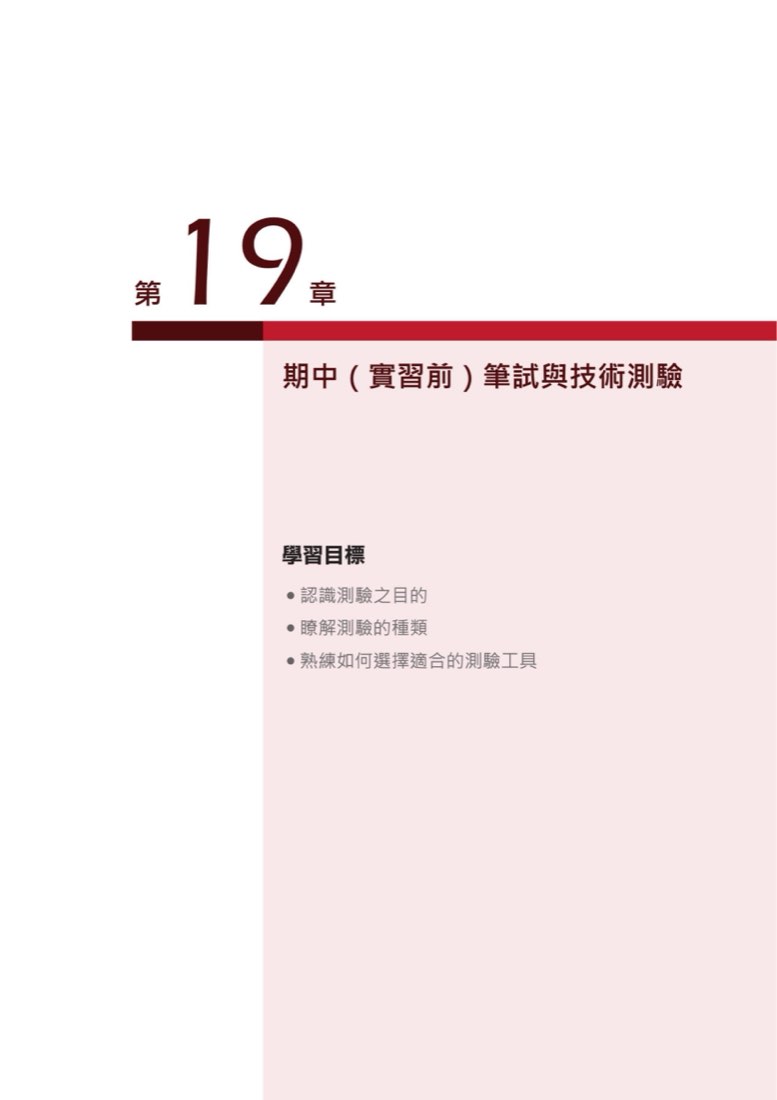 第19章
期中（實習前）筆試與技術測驗
學習目標
●認識測驗之目的
●瞭解測驗的種類
●熟練如何選擇適合的測驗工具